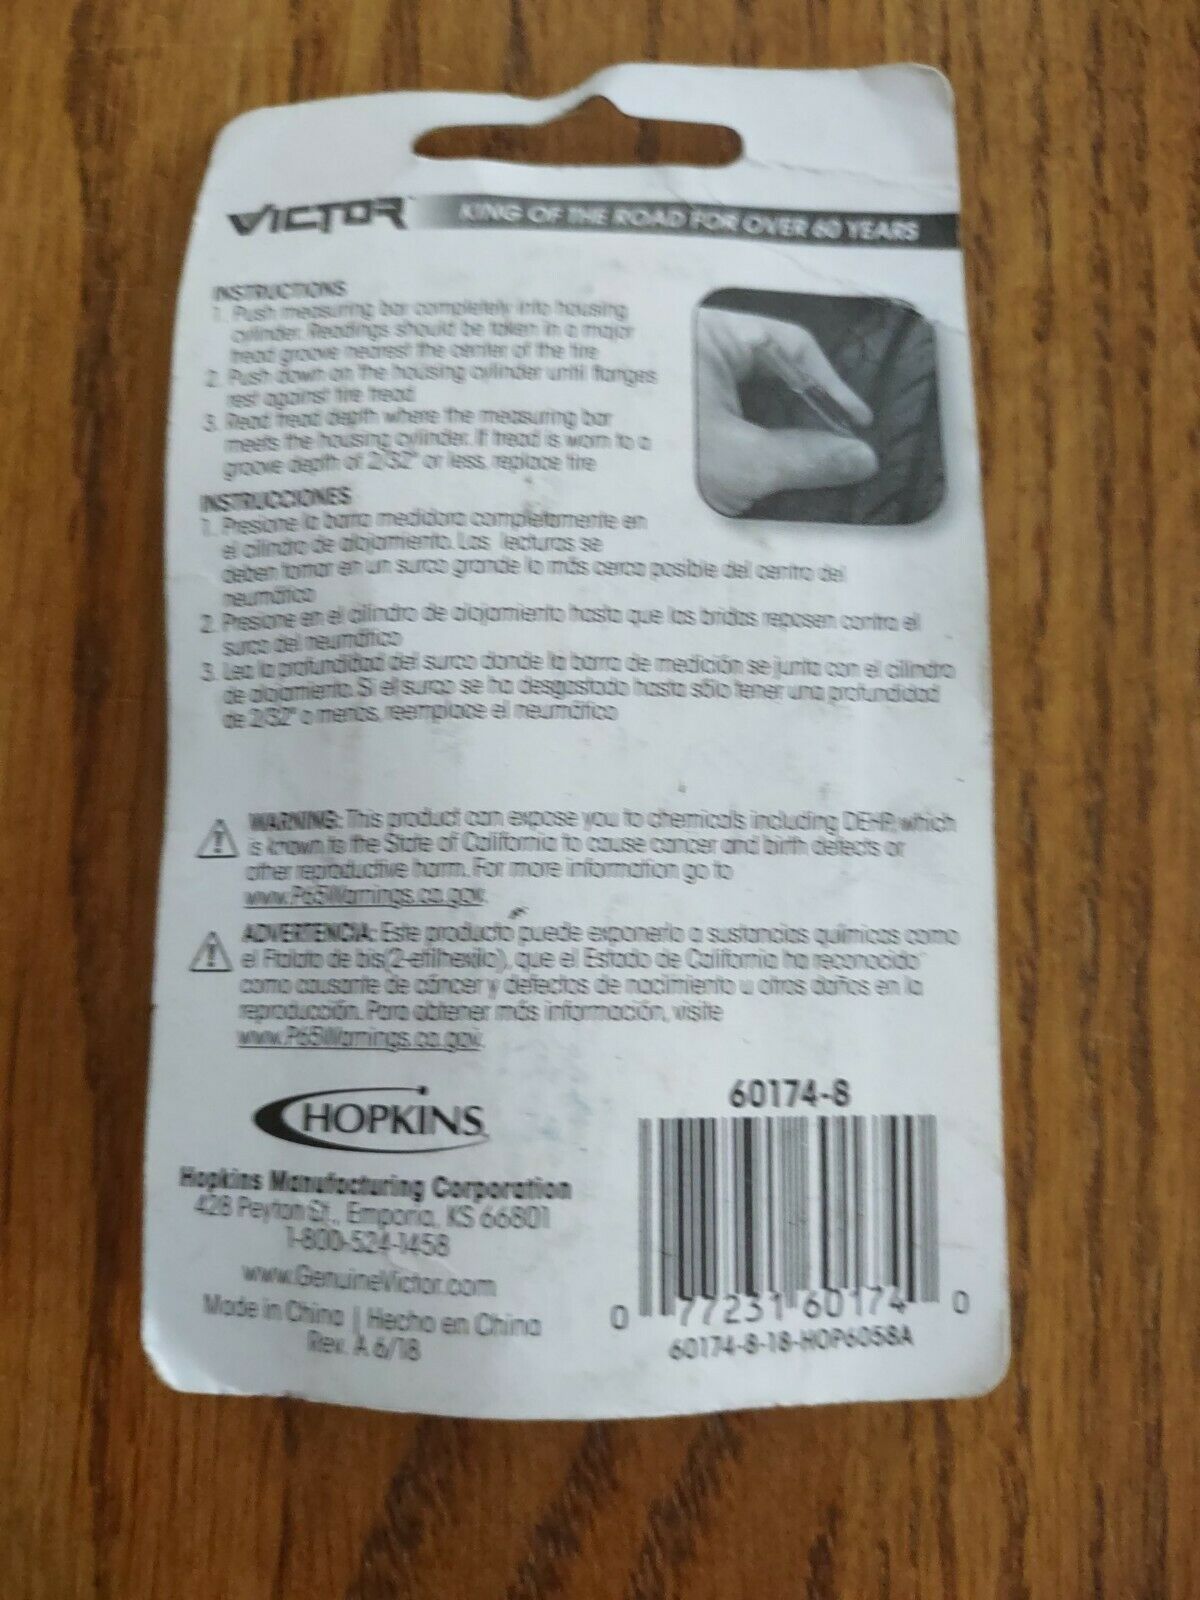 VICTOR KING OF THE ROAD FOR OVER 60 YEARS
INSTRUCTIONS
1. Push measuring bar completely into housing
cylinder. Readings should be taken in a major
tread groove nearest the center of the tire
2. Push down on the housing cylinder until flanges
rest against tire tread
3. Read tread depth where the measuring bar
meets the housing cylinder. If tread is worn to a
groove depth of 2/32" or less, replace tire
INSTRUCCIONES
1. Presione la barra medidora completamente en
el cilindro de alojamiento. Las lecturas se
deben tomar en un surco grande lo más cerca posible del centro del
neumático
2. Presione en el cilindro de alojamiento hasta que las bridas reposen contra el
surco del neumático
3. Lea la profundidad del surco donde la barra de medición se junta con el cilindro
de alojamiento. Si el surco se ha desgastado hasta sólo tener una profundidad
de 2/32" o menos, reemplace el neumático
WARNING: This product can expose you to chemicals including DEHP, which
is known to the State of California to cause cancer and birth defects or
other reproductive harm. For more information go to
www.P65Warnings.ca.gov.
ADVERTENCIA: Este producto puede exponerlo a sustancias químicas como
el Ftalato de bis(2-etilhexilo), que el Estado de California ha reconocido
como causante de cáncer y defectos de nacimiento u otros daños en la
reproducción. Para obtener más información, visite
www.P65Warnings.ca.gov.
HOPKINS
Hopkins Manufacturing Corporation
428 Peyton St., Emporia, KS 66801
1-800-524-1458
www.GenuineVictor.com
Made in China | Hecho en China
Rev. A 6/18
60174-8
0 77231 60174 0
60174-8-18-HOP6058A